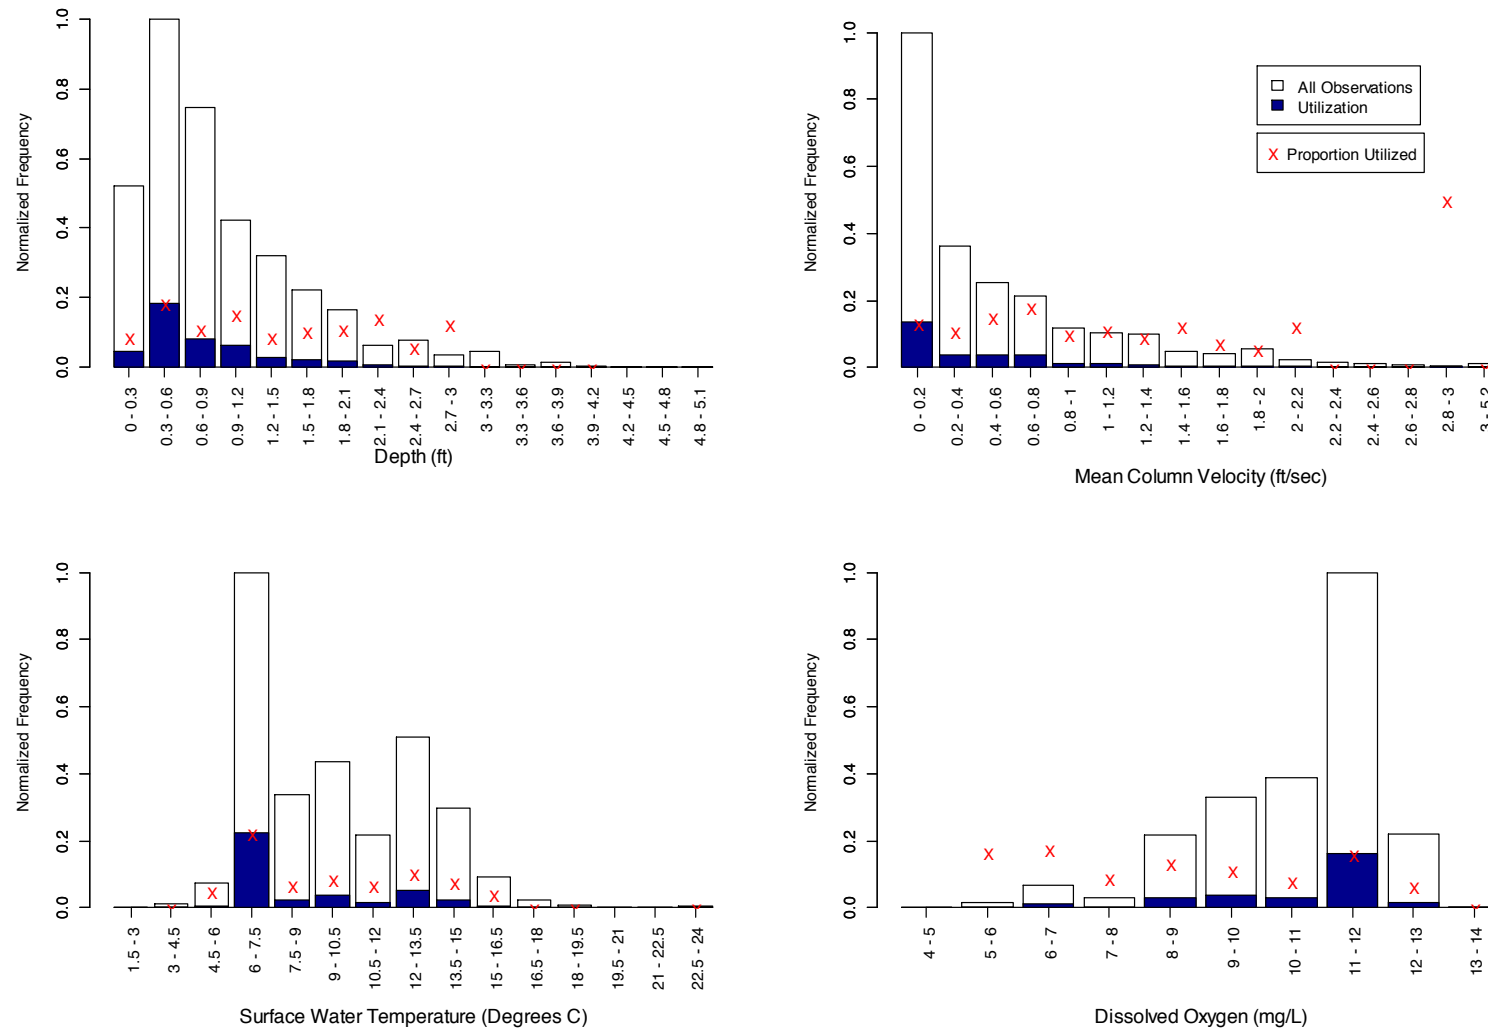 1.0
0.8
0.6
0.4
0.2
0.0
Normalized Frequency
0 - 0.3
0.3 - 0.6
0.6 - 0.9
0.9 - 1.2
1.2 - 1.5
1.5 - 1.8
1.8 - 2.1
2.1 - 2.4
2.4 - 2.7
2.7 - 3
3 - 3.3
3.3 - 3.6
3.6 - 3.9
3.9 - 4.2
4.2 - 4.5
4.5 - 4.8
4.8 - 5.1
Depth (ft)
1.0
0.8
0.6
0.4
0.2
0.0
Normalized Frequency
All Observations
Utilization
X Proportion Utilized
0 - 0.2
0.2 - 0.4
0.4 - 0.6
0.6 - 0.8
0.8 - 1
1 - 1.2
1.2 - 1.4
1.4 - 1.6
1.6 - 1.8
1.8 - 2
2 - 2.2
2.2 - 2.4
2.4 - 2.6
2.6 - 2.8
2.8 - 3
Mean Column Velocity (ft/sec)
1.0
0.8
0.6
0.4
0.2
0.0
Normalized Frequency
1.5 - 3
3 - 4.5
4.5 - 6
6 - 7.5
7.5 - 9
9 - 10.5
10.5 - 12
12 - 13.5
13.5 - 15
15 - 16.5
16.5 - 18
18 - 19.5
19.5 - 21
21 - 22.5
22.5 - 24
Surface Water Temperature (Degrees C)
1.0
0.8
0.6
0.4
0.2
0.0
Normalized Frequency
4 - 5
5 - 6
6 - 7
7 - 8
8 - 9
9 - 10
10 - 11
11 - 12
12 - 13
13 - 14
Dissolved Oxygen (mg/L)